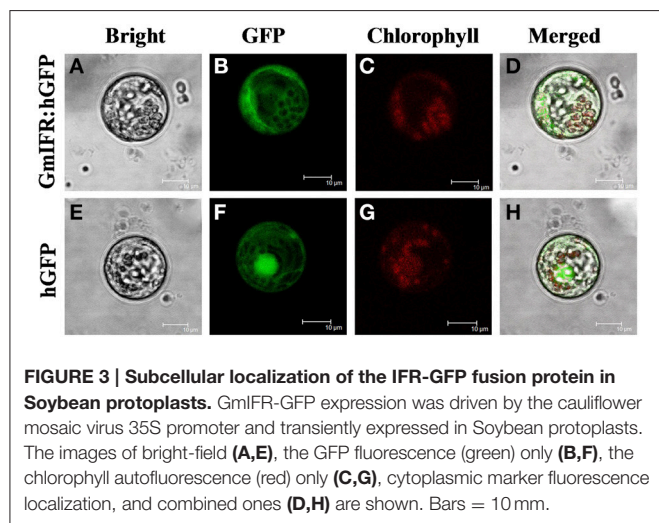 Bright GFP Chlorophyll Merged
GmIFR:hGFP
A B C D
10 µm 10 µm 10 µm 10 µm
hGFP
E F G H
10 µm 10 µm 10 µm 10 µm
FIGURE 3 | Subcellular localization of the IFR-GFP fusion protein in
Soybean protoplasts. GmIFR-GFP expression was driven by the cauliflower
mosaic virus 35S promoter and transiently expressed in Soybean protoplasts.
The images of bright-field (A,E), the GFP fluorescence (green) only (B,F), the
chlorophyll autofluorescence (red) only (C,G), cytoplasmic marker fluorescence
localization, and combined ones (D,H) are shown. Bars = 10 mm.